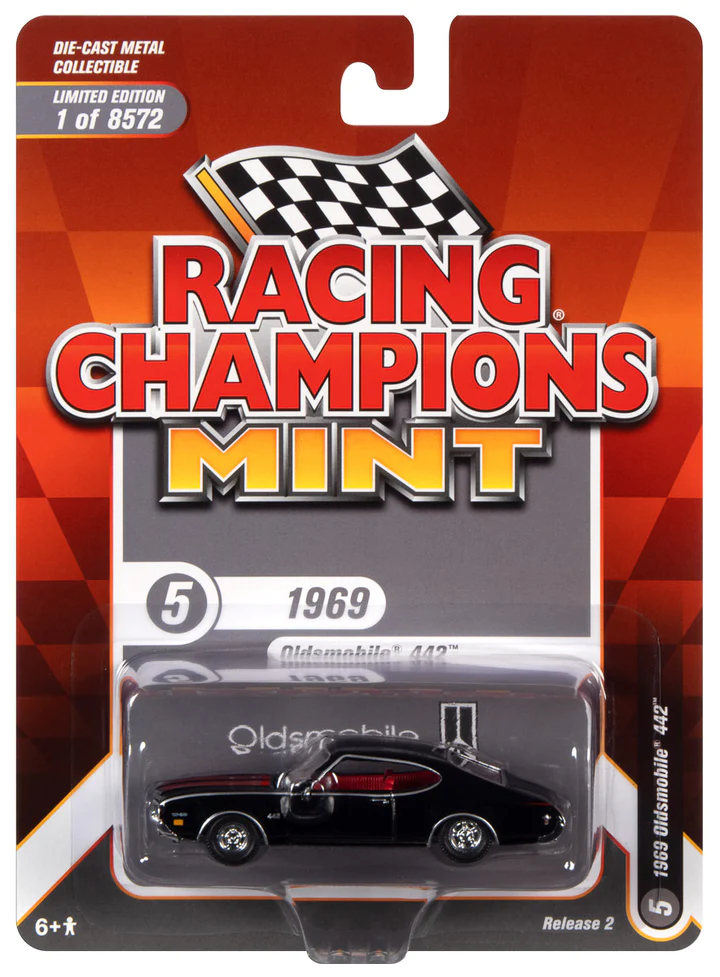 DIE-CAST METAL
COLLECTIBLE
LIMITED EDITION
1 of 8572
RACING
CHAMPIONS®
MINT
5
1969
Oldsmobile® 442™
Oldsmobile
442
5 1969 Oldsmobile® 442™
6+
Release 2